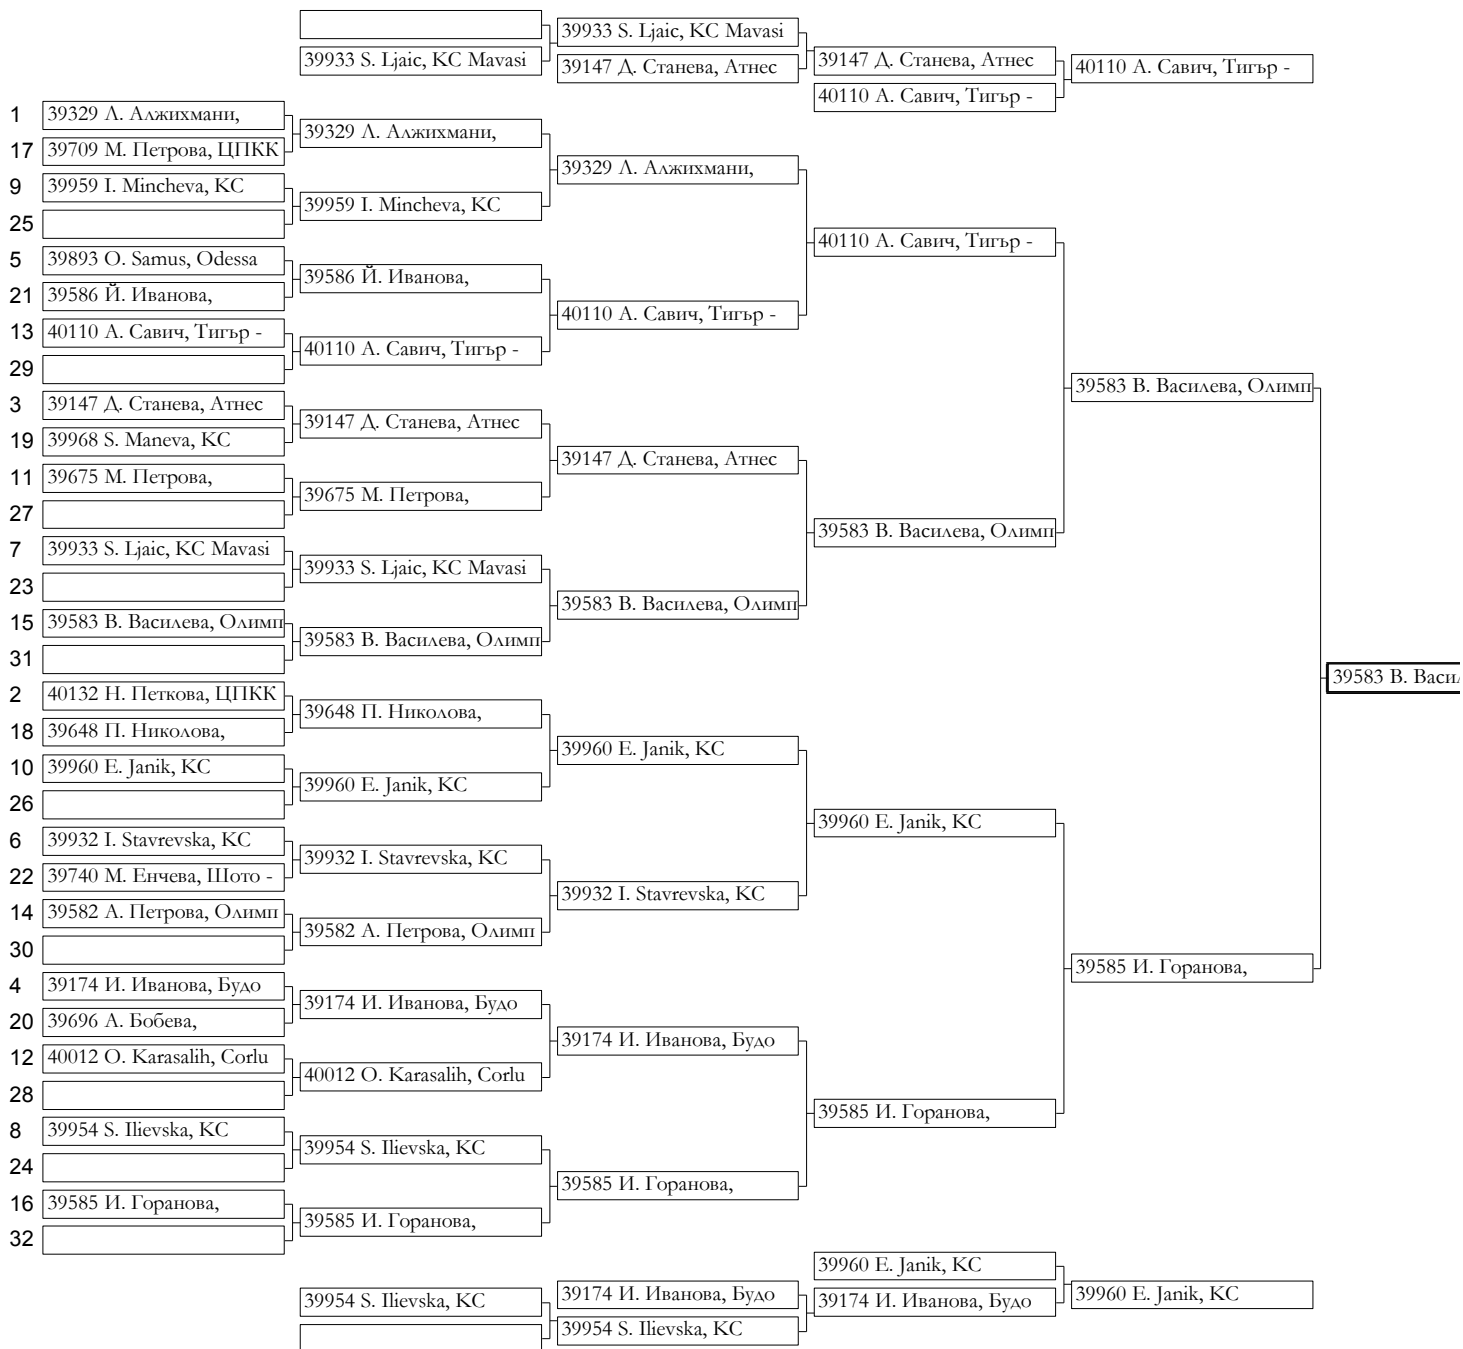 39933 S. Ljaic, KC Mavasi
39933 S. Ljaic, KC Mavasi
39147 Д. Станева, Атнес
39147 Д. Станева, Атнес
40110 А. Савич, Тигър -
40110 А. Савич, Тигър -
1 39329 Л. Алжихмани,
17 39709 М. Петрова, ЦПКК
39329 Л. Алжихмани,
9 39959 I. Mincheva, KC
25
39959 I. Mincheva, KC
39329 Л. Алжихмани,
5 39893 O. Samus, Odessa
21 39586 Й. Иванова,
39586 Й. Иванова,
13 40110 А. Савич, Тигър -
29
40110 А. Савич, Тигър -
40110 А. Савич, Тигър -
40110 А. Савич, Тигър -
3 39147 Д. Станева, Атнес
19 39968 S. Maneva, KC
39147 Д. Станева, Атнес
11 39675 М. Петрова,
27
39675 М. Петрова,
39147 Д. Станева, Атнес
7 39933 S. Ljaic, KC Mavasi
23
39933 S. Ljaic, KC Mavasi
15 39583 В. Василева, Олимп
31
39583 В. Василева, Олимп
39583 В. Василева, Олимп
39583 В. Василева, Олимп
39583 В. Василева, Олимп
39583 В. Васил
2 40132 Н. Петкова, ЦПКК
18 39648 П. Николова,
39648 П. Николова,
10 39960 E. Janik, KC
26
39960 E. Janik, KC
39960 E. Janik, KC
6 39932 I. Stavrevska, KC
22 39740 М. Енчева, Шото -
39932 I. Stavrevska, KC
14 39582 А. Петрова, Олимп
30
39582 А. Петрова, Олимп
39932 I. Stavrevska, KC
39960 E. Janik, KC
4 39174 И. Иванова, Будо
20 39696 А. Бобева,
39174 И. Иванова, Будо
12 40012 O. Karasalih, Corlu
28
40012 O. Karasalih, Corlu
39174 И. Иванова, Будо
8 39954 S. Ilievska, KC
24
39954 S. Ilievska, KC
16 39585 И. Горанова,
32
39585 И. Горанова,
39585 И. Горанова,
39585 И. Горанова,
39585 И. Горанова,
39954 S. Ilievska, KC
39174 И. Иванова, Будо
39954 S. Ilievska, KC
39960 E. Janik, KC
39174 И. Иванова, Будо
39960 E. Janik, KC